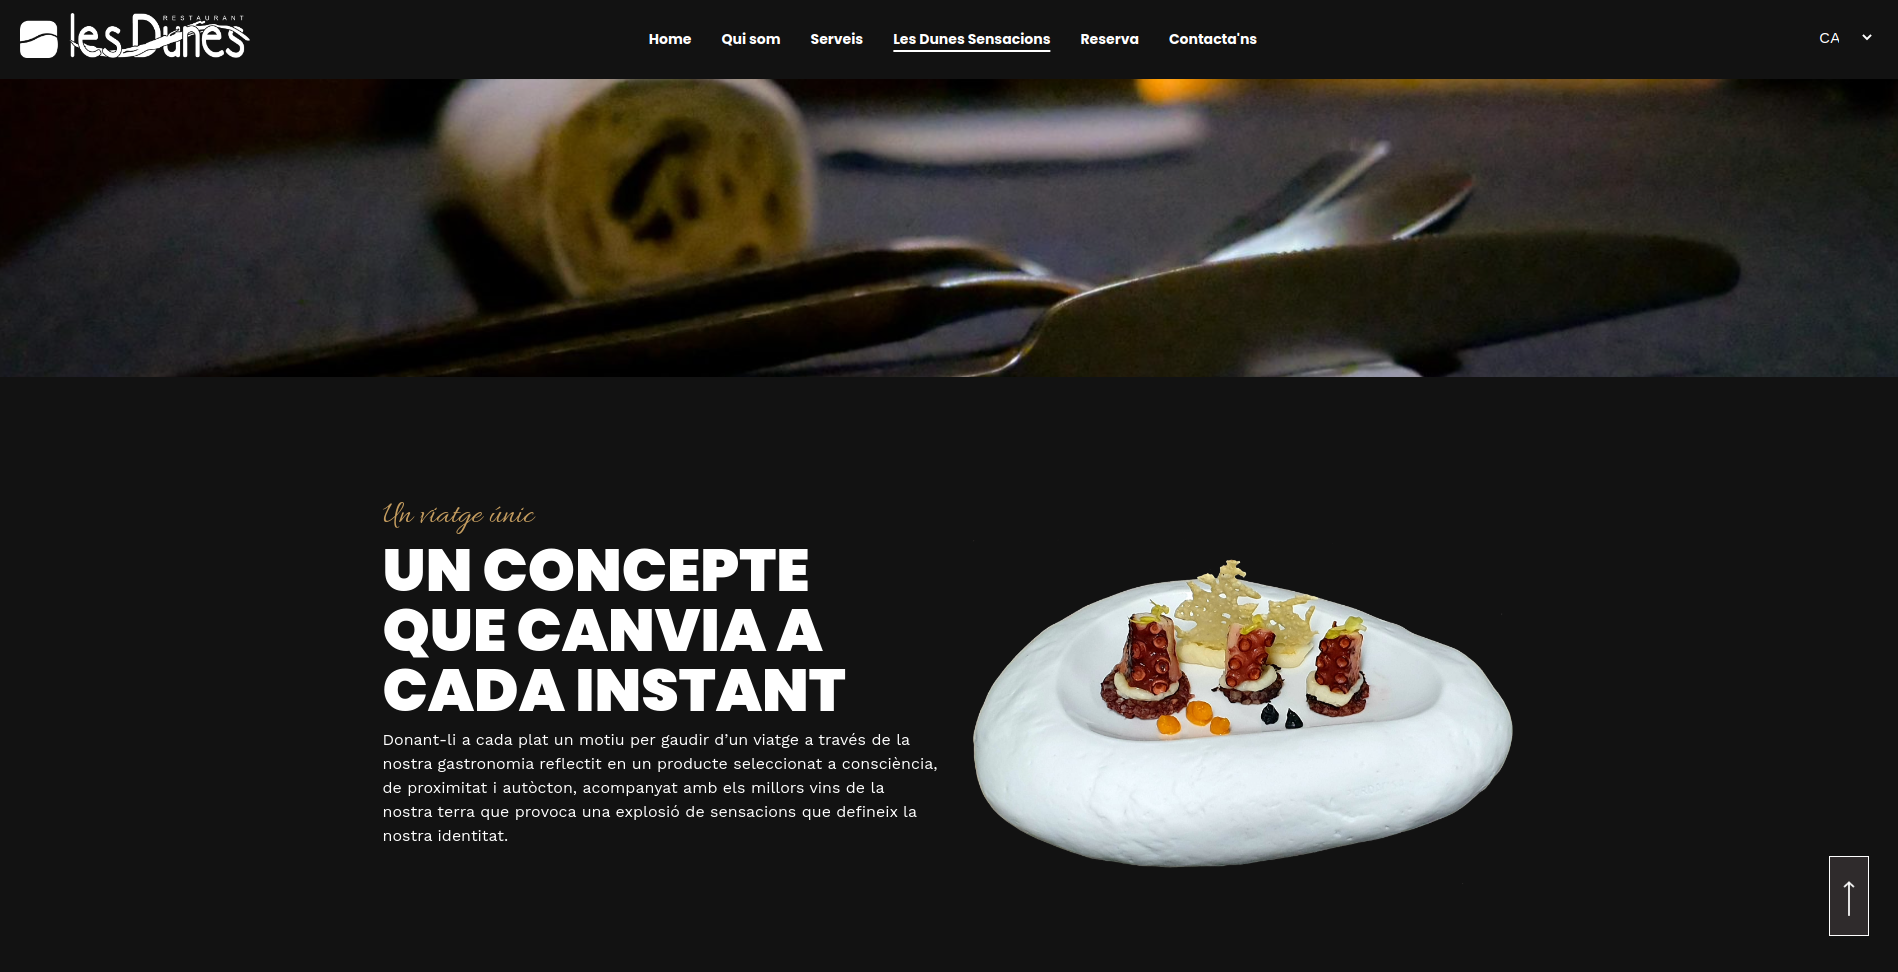 RESTAURANT
les Dunes
Home Qui som Serveis Les Dunes Sensacions Reserva Contacta'ns
CA
Un viatge únic
UN CONCEPTE
QUE CANVIA A
CADA INSTANT
Donant-li a cada plat un motiu per gaudir d’un viatge a través de la
nostra gastronomia reflectit en un producte seleccionat a consciència,
de proximitat i autòcton, acompanyat amb els millors vins de la
nostra terra que provoca una explosió de sensacions que defineix la
nostra identitat.